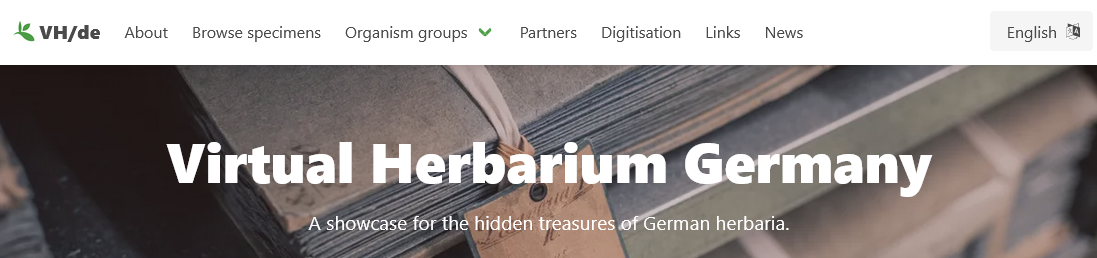 VH/de About Browse specimens Organism groups Partners Digitisation Links News English
Virtual Herbarium Germany
A showcase for the hidden treasures of German herbaria.